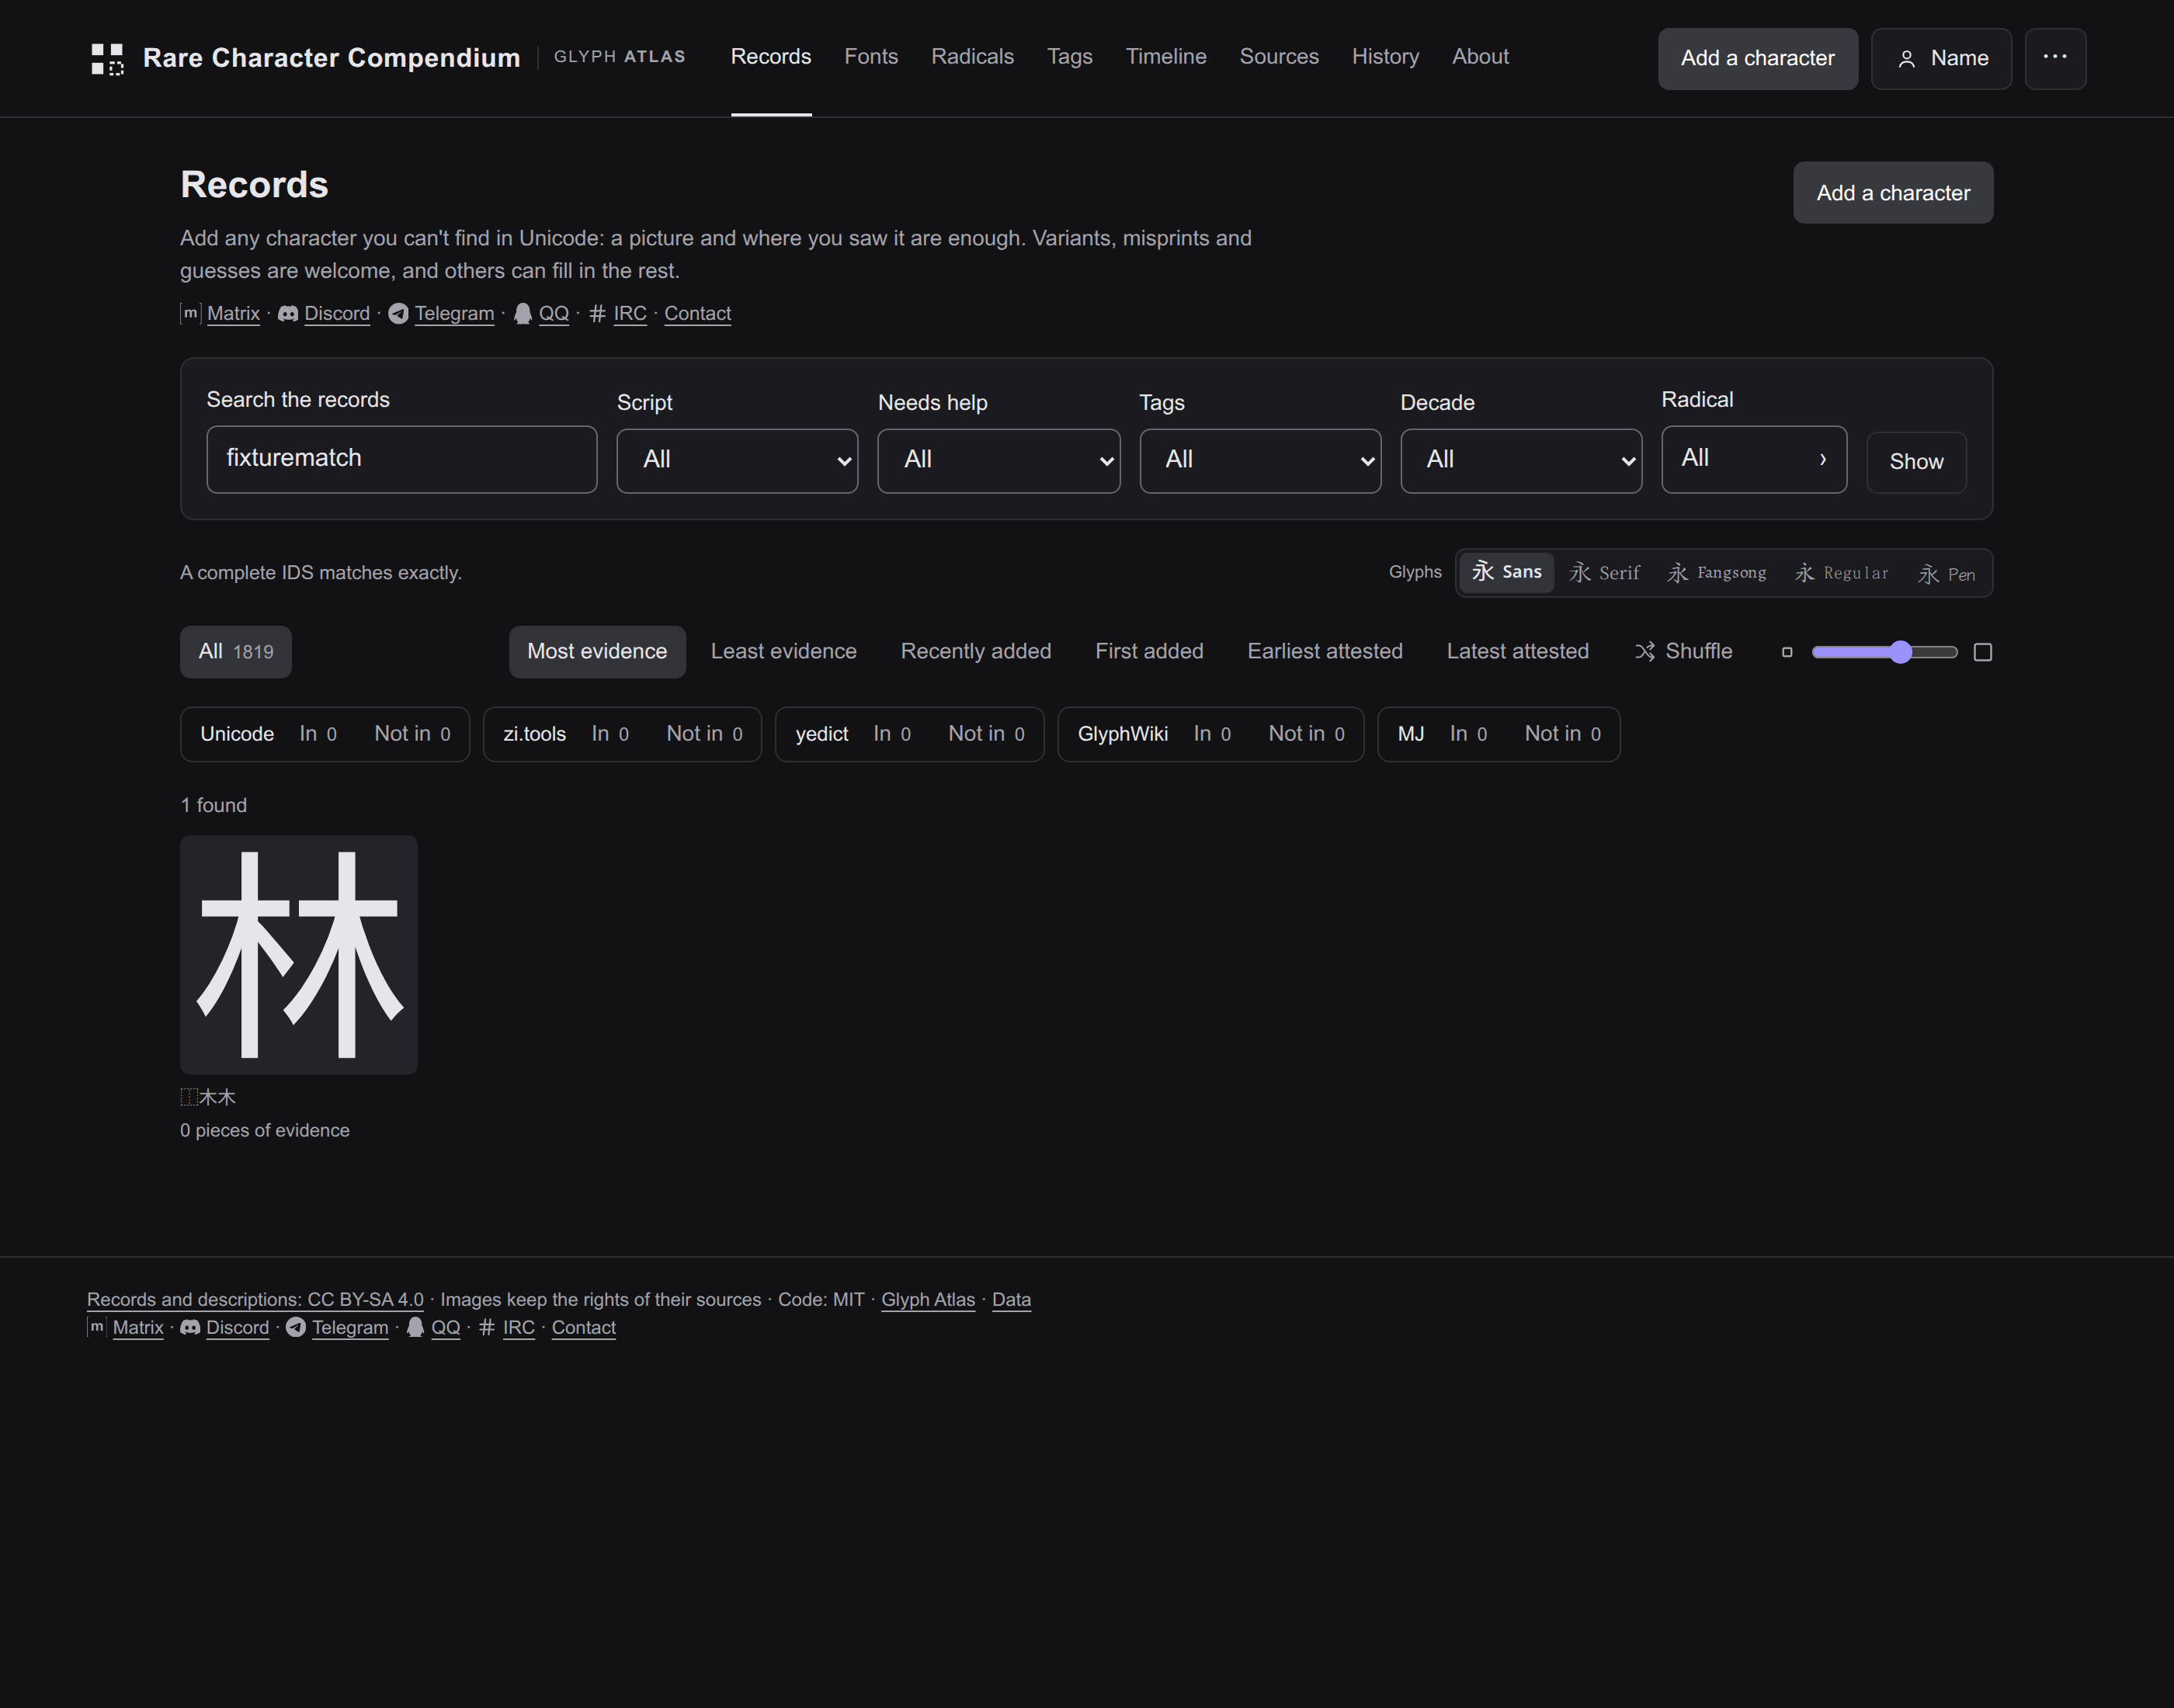 Rare Character Compendium GLYPH ATLAS Records Fonts Radicals Tags Timeline Sources History About Add a character Name ...
Records
Add a character
Add any character you can't find in Unicode: a picture and where you saw it are enough. Variants, misprints and
guesses are welcome, and others can fill in the rest.
[m] Matrix · Discord · Telegram · QQ · # IRC · Contact
Search the records Script Needs help Tags Decade Radical
fixturematch All All All All All › Show
A complete IDS matches exactly. Glyphs 永 Sans 永 Serif 永 Fangsong 永 Regular 永 Pen
All 1819 Most evidence Least evidence Recently added First added Earliest attested Latest attested Shuffle
Unicode In 0 Not in 0 zi.tools In 0 Not in 0 yedict In 0 Not in 0 GlyphWiki In 0 Not in 0 MJ In 0 Not in 0
1 found
林
⿰木木
0 pieces of evidence
Records and descriptions: CC BY-SA 4.0 · Images keep the rights of their sources · Code: MIT · Glyph Atlas · Data
[m] Matrix · Discord · Telegram · QQ · # IRC · Contact